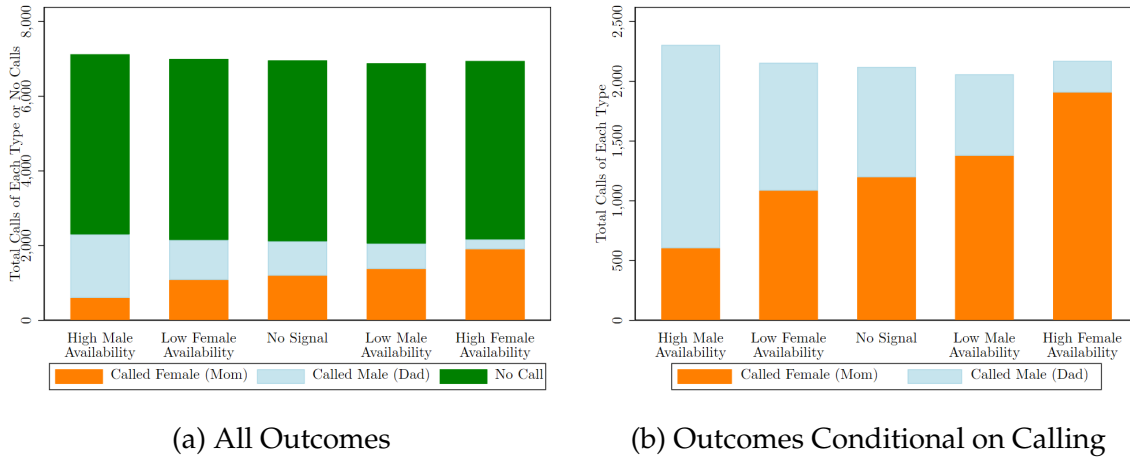 Total Calls of Each Type or No Calls
8,000
6,000
4,000
2,000
0
High Male
Availability
Low Female
Availability
No Signal
Low Male
Availability
High Female
Availability
Called Female (Mom)
Called Male (Dad)
No Call
(a) All Outcomes
Total Calls of Each Type
2,500
2,000
1,500
1,000
500
0
High Male
Availability
Low Female
Availability
No Signal
Low Male
Availability
High Female
Availability
Called Female (Mom)
Called Male (Dad)
(b) Outcomes Conditional on Calling